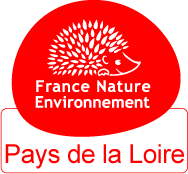 France Nature
Environnement
Pays de la Loire